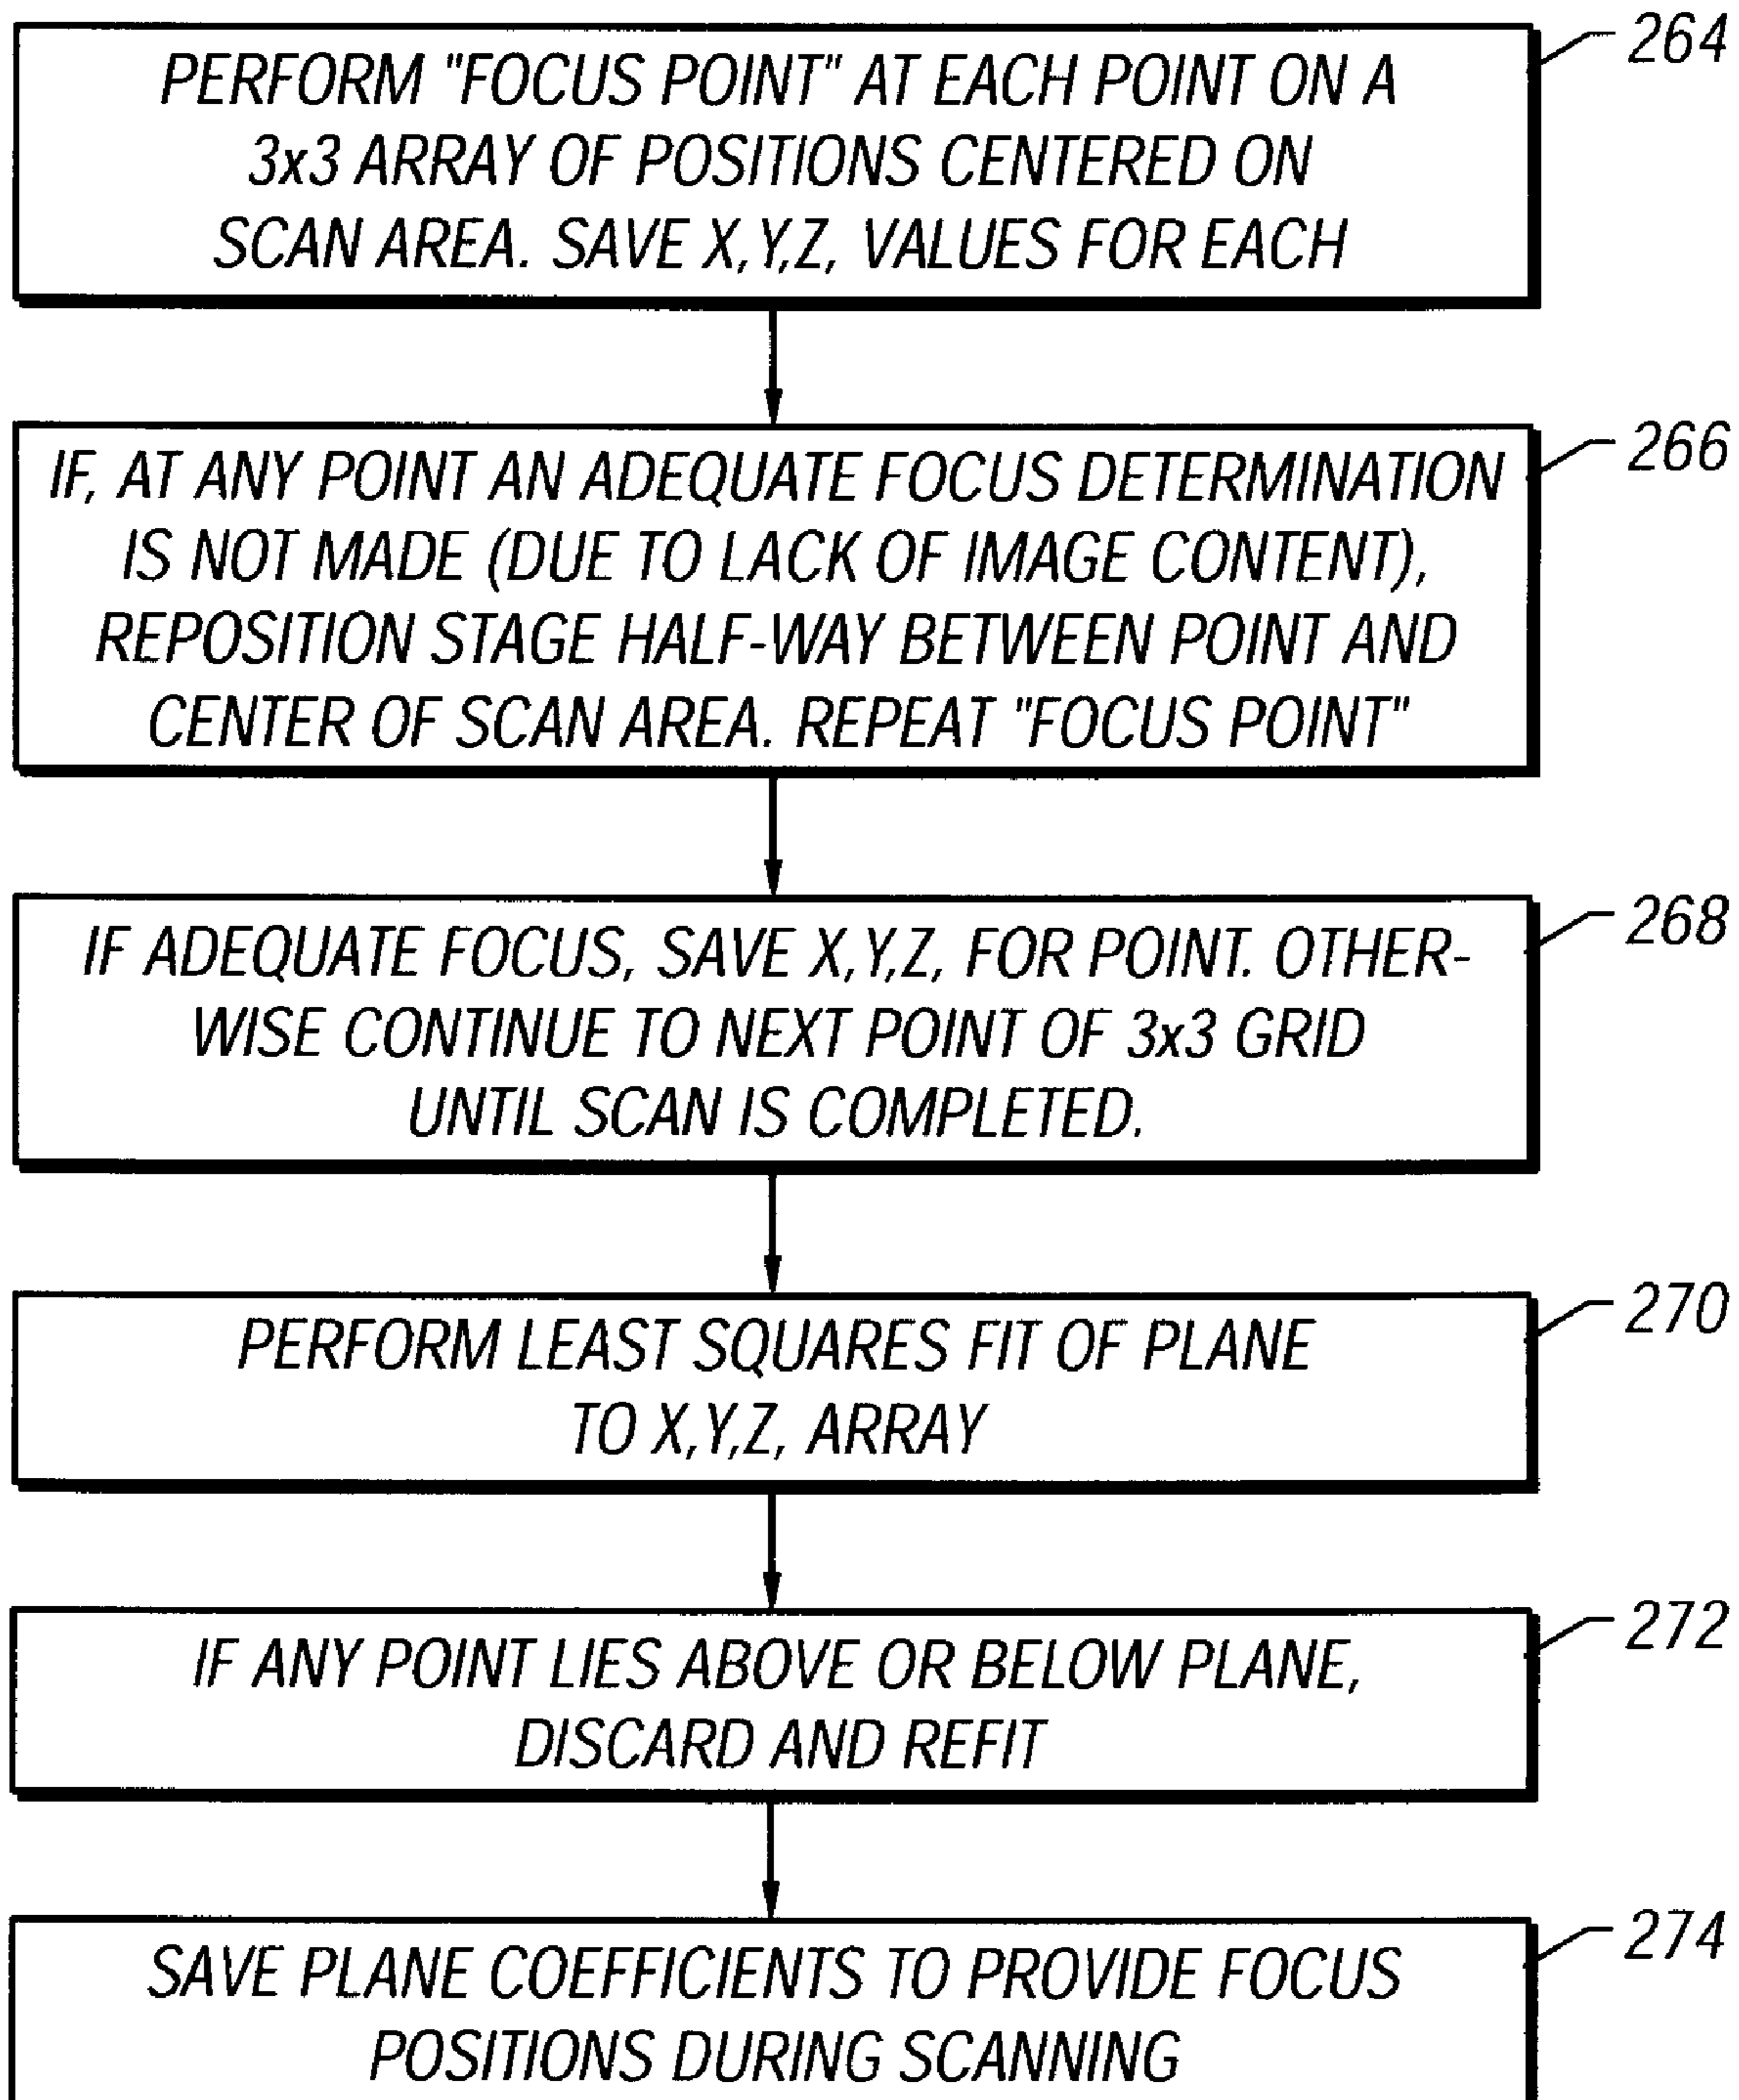 PERFORM "FOCUS POINT" AT EACH POINT ON A
3x3 ARRAY OF POSITIONS CENTERED ON
SCAN AREA. SAVE X,Y,Z, VALUES FOR EACH
264
IF, AT ANY POINT AN ADEQUATE FOCUS DETERMINATION
IS NOT MADE (DUE TO LACK OF IMAGE CONTENT),
REPOSITION STAGE HALF-WAY BETWEEN POINT AND
CENTER OF SCAN AREA. REPEAT "FOCUS POINT"
266
IF ADEQUATE FOCUS, SAVE X,Y,Z, FOR POINT. OTHER-
WISE CONTINUE TO NEXT POINT OF 3x3 GRID
UNTIL SCAN IS COMPLETED.
268
PERFORM LEAST SQUARES FIT OF PLANE
TO X,Y,Z, ARRAY
270
IF ANY POINT LIES ABOVE OR BELOW PLANE,
DISCARD AND REFIT
272
SAVE PLANE COEFFICIENTS TO PROVIDE FOCUS
POSITIONS DURING SCANNING
274